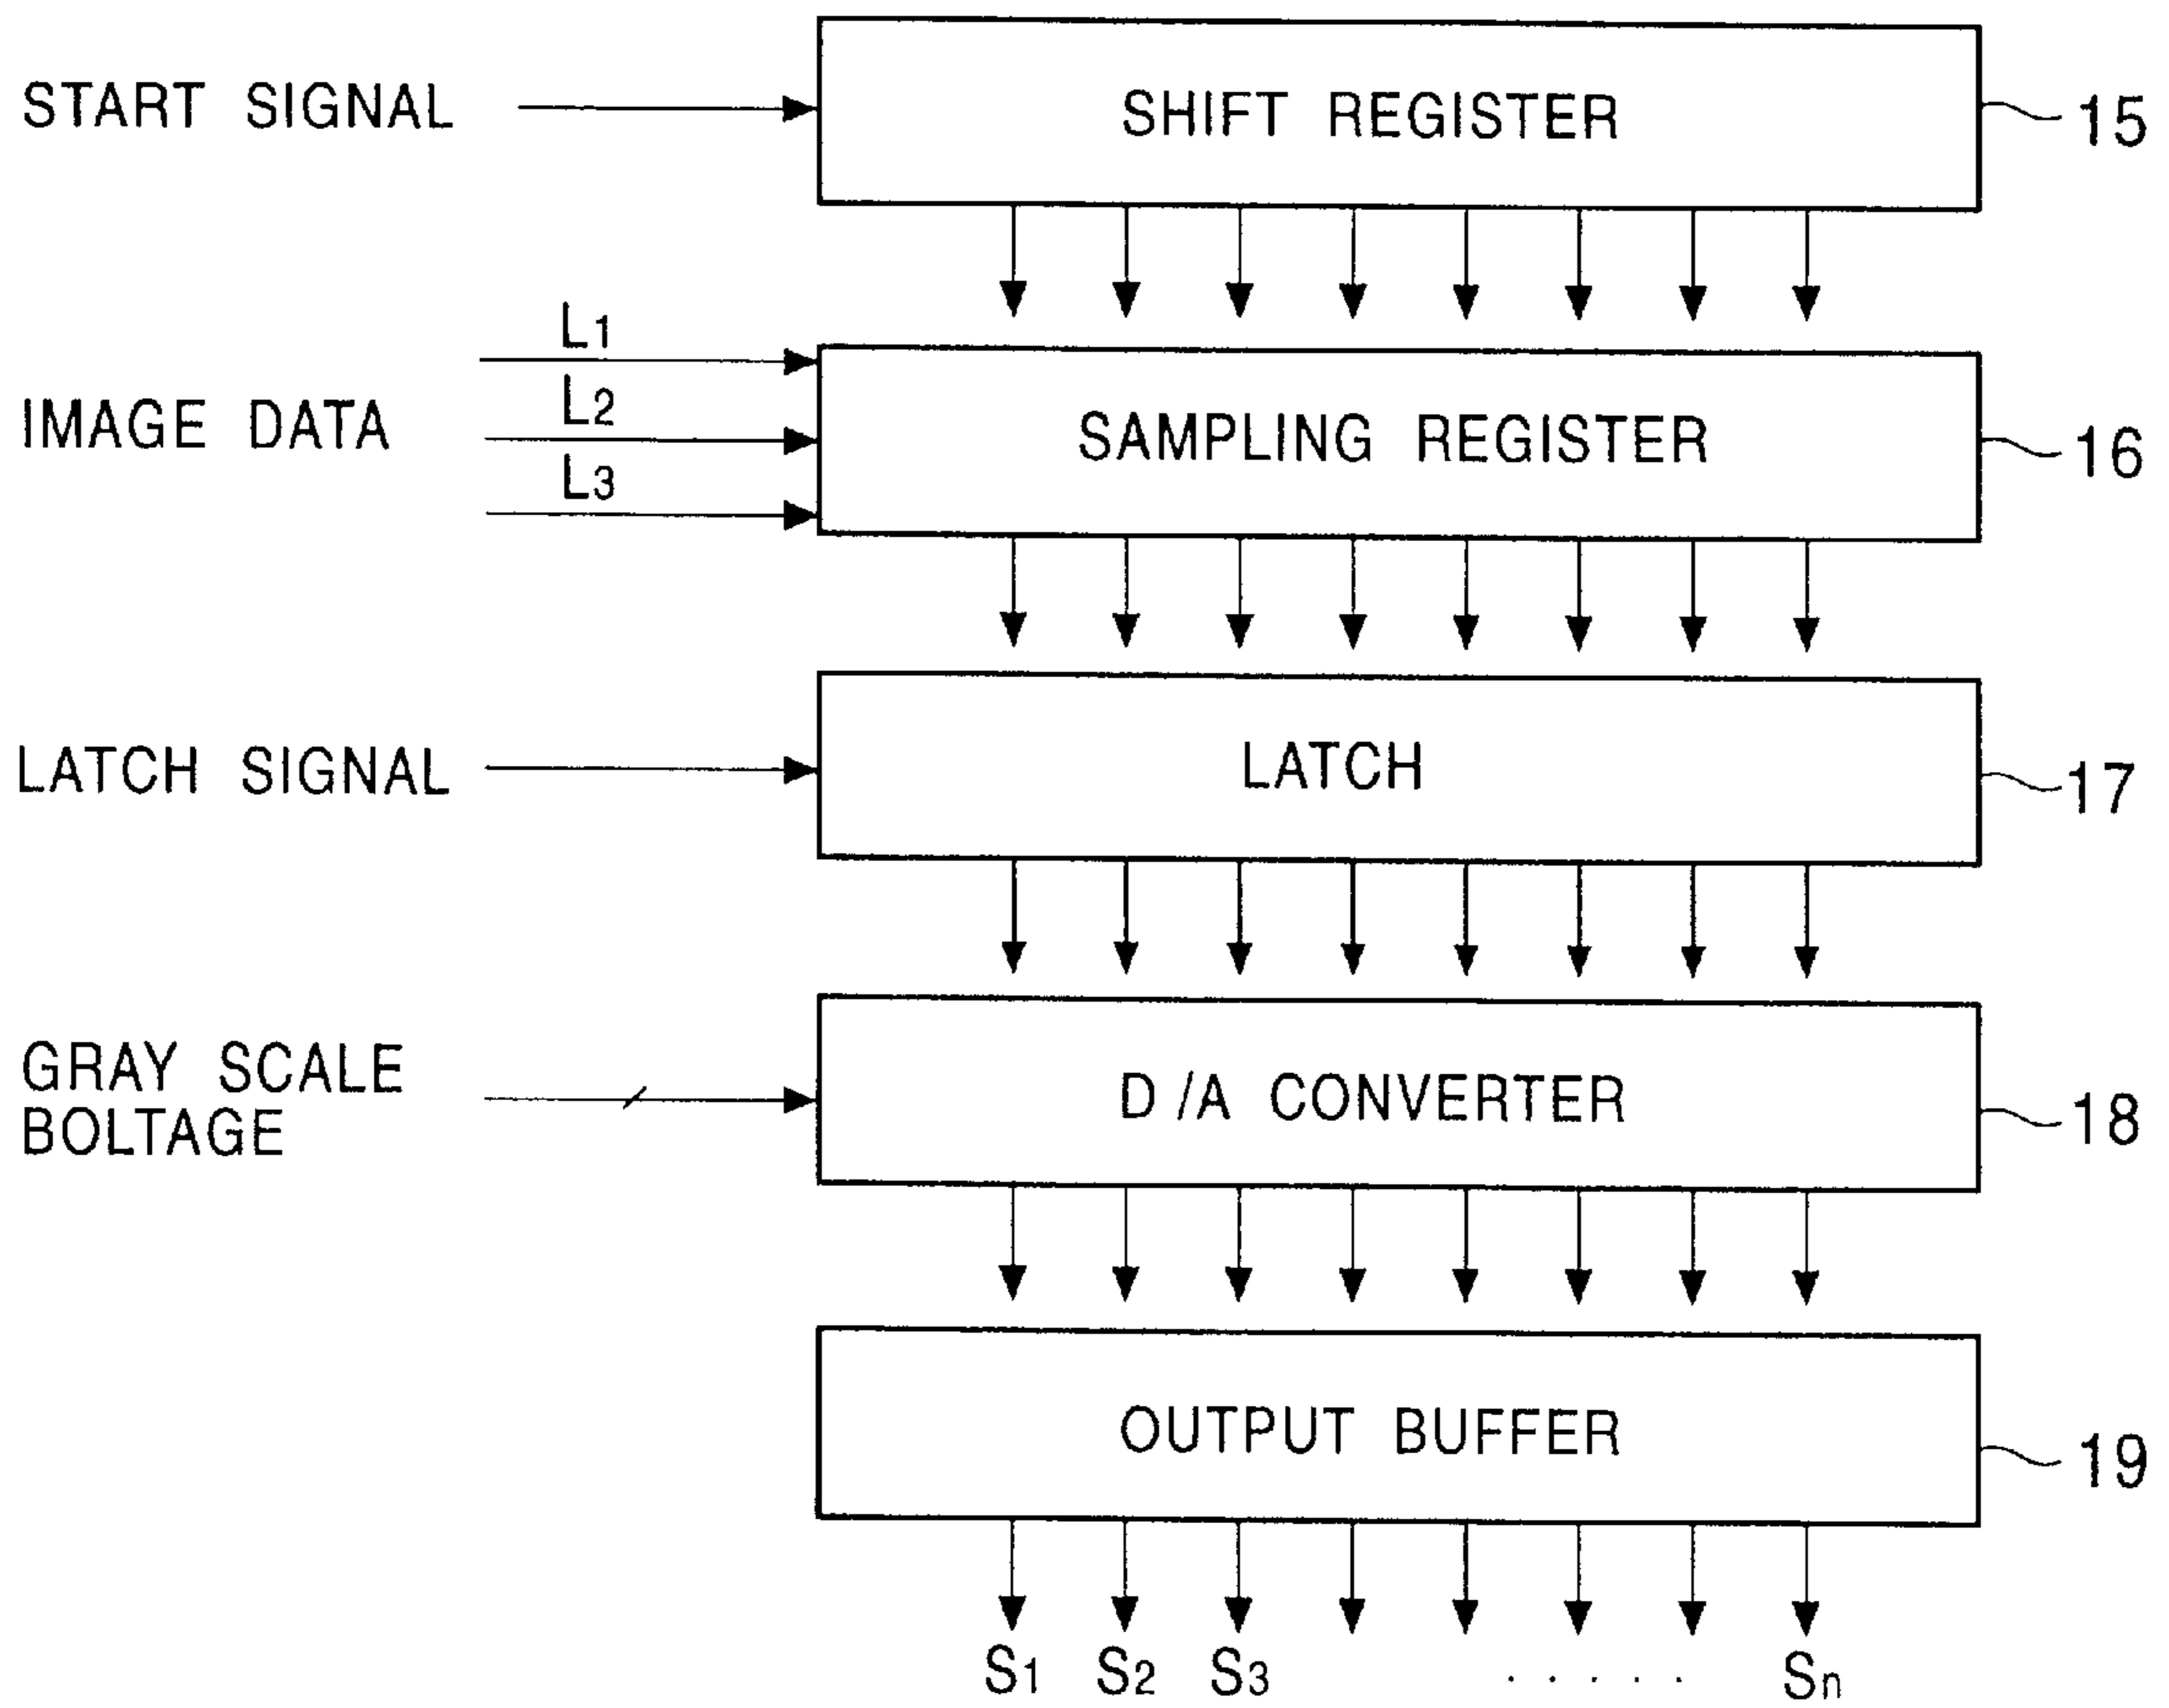 START SIGNAL
SHIFT REGISTER
15
L1
IMAGE DATA
L2
L3
SAMPLING REGISTER
16
LATCH SIGNAL
LATCH
17
GRAY SCALE
BOLTAGE
D/A CONVERTER
18
OUTPUT BUFFER
19
S1 S2 S3 ..... Sn